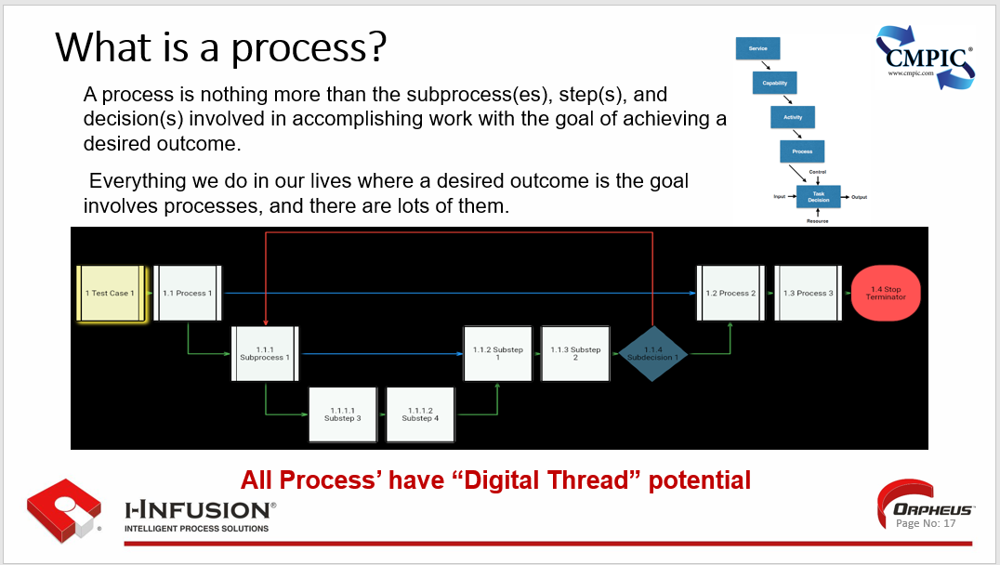 What is a process?
CMPIC®
www.cmpic.com
A process is nothing more than the subprocess(es), step(s), and
decision(s) involved in accomplishing work with the goal of achieving a
desired outcome.
Everything we do in our lives where a desired outcome is the goal
involves processes, and there are lots of them.
Service
Capability
Activity
Process
Control
Input
Task
Decision
Output
Resource
1 Test Case 1
1.1 Process 1
1.2 Process 2
1.3 Process 3
1.4 Stop
Terminator
1.1.1
Subprocess 1
1.1.2 Substep
1
1.1.3 Substep
2
1.1.4
Subdecision 1
1.1.1.1
Substep 3
1.1.1.2
Substep 4
All Process’ have “Digital Thread” potential
I-INFUSION®
INTELLIGENT PROCESS SOLUTIONS
®
ORPHEUS™
Page No: 17